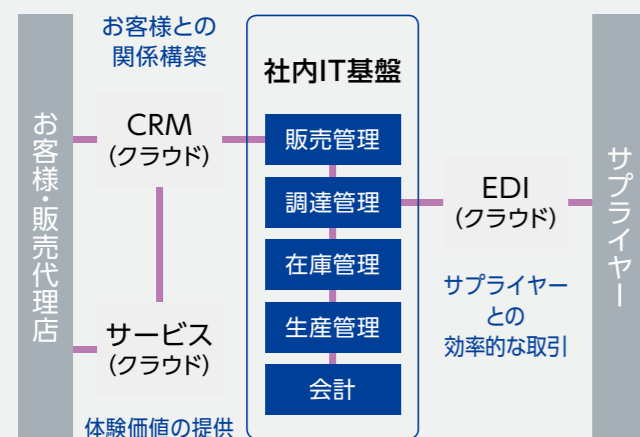 お客様・販売代理店
お客様との
関係構築
CRM
(クラウド)
サービス
(クラウド)
体験価値の提供
社内IT基盤
販売管理
調達管理
在庫管理
生産管理
会計
EDI
(クラウド)
サプライヤー
との
効率的な取引
サプライヤー